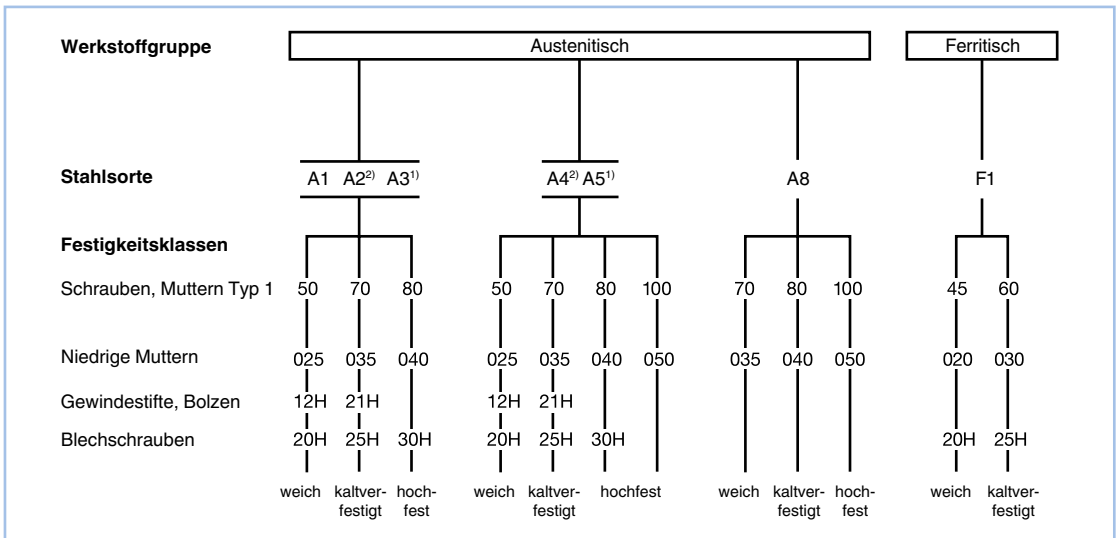 Werkstoffgruppe Austenitisch Ferritisch
Stahlsorte A1 A2²⁾ A3¹⁾ A4²⁾ A5¹⁾ A8 F1
Festigkeitsklassen
Schrauben, Muttern Typ 1 50 70 80 50 70 80 100 70 80 100 45 60
Niedrige Muttern 025 035 040 025 035 040 050 035 040 050 020 030
Gewindestifte, Bolzen 12H 21H 12H 21H
Blechschrauben 20H 25H 30H 20H 25H 30H 20H 25H
weich kaltver- hoch- weich kaltver- hochfest weich kaltver- hoch- weich kaltver-
festigt fest festigt festigt fest festigt